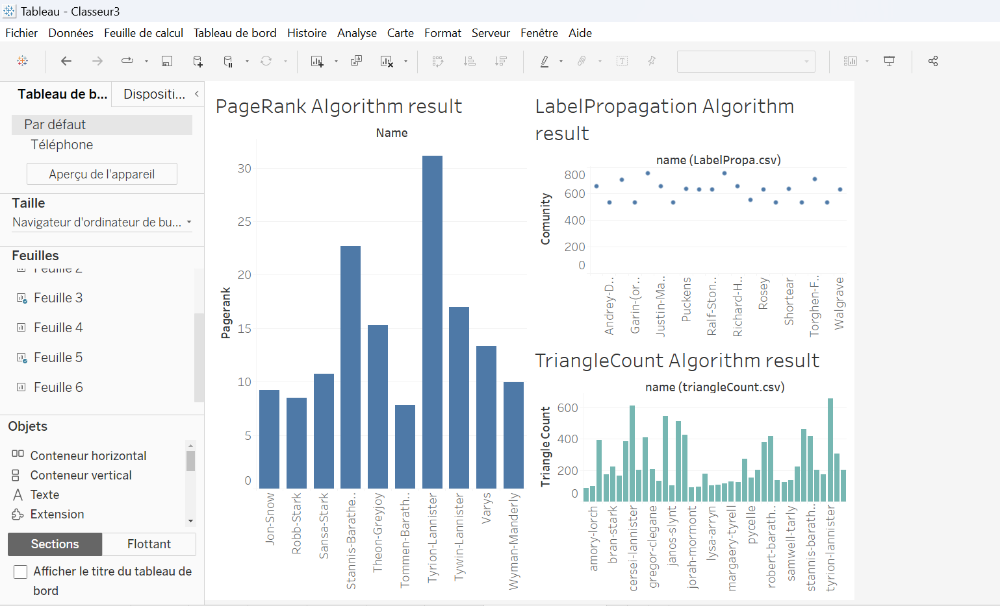 Tableau - Classeur3
Fichier Données Feuille de calcul Tableau de bord Histoire Analyse Carte Format Serveur Fenêtre Aide
Tableau de b... Dispositi...
Par défaut
Téléphone
Aperçu de l'appareil
Taille
Navigateur d'ordinateur de bu...
Feuilles
Feuille 2
Feuille 3
Feuille 4
Feuille 5
Feuille 6
Objets
Conteneur horizontal
Conteneur vertical
Texte
Extension
Sections Flottant
Afficher le titre du tableau de
bord
PageRank Algorithm result
Name
Pagerank
30
25
20
15
10
5
0
Jon-Snow
Robb-Stark
Sansa-Stark
Stannis-Barathe..
Theon-Greyjoy
Tommen-Barath..
Tyrion-Lannister
Tywin-Lannister
Varys
Wyman-Manderly
LabelPropagation Algorithm
result
name (LabelPropa.csv)
Comunity
800
600
400
200
0
Andrey-D..
Garin-(or..
Justin-Ma..
Puckens
Ralf-Ston..
Richard-H..
Rosey
Shortear
Torghen-F..
Walgrave
TriangleCount Algorithm result
name (triangleCount.csv)
Triangle Count
600
400
200
0
amory-lorch
bran-stark
cersei-lannister
gregor-clegane
janos-slynt
jorah-mormont
lysa-arryn
margaery-tyrell
pycelle
robert-barath..
samwell-tarly
stannis-barath..
tyrion-lannister